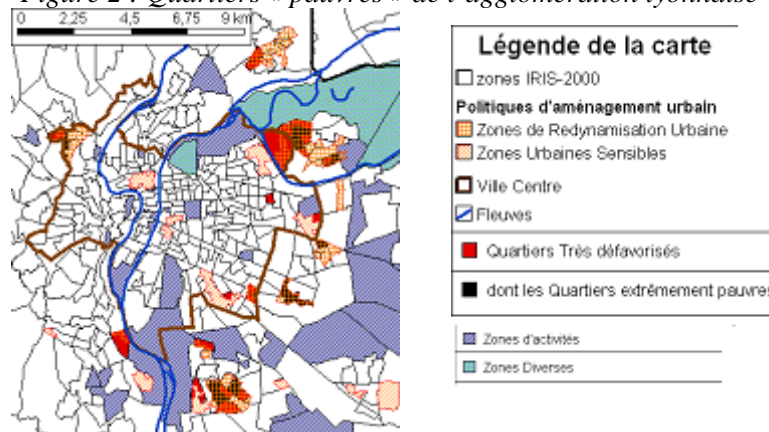 Figure 2 : Quartiers « pauvres » de l'agglomération lyonnaise
0 2,25 4,5 6,75 9 km
Légende de la carte
zones IRIS-2000
Politiques d'aménagement urbain
Zones de Redynamisation Urbaine
Zones Urbaines Sensibles
Ville Centre
Fleuves
Quartiers Très défavorisés
dont les Quartiers extrêmement pauvres
Zones d'activités
Zones Diverses